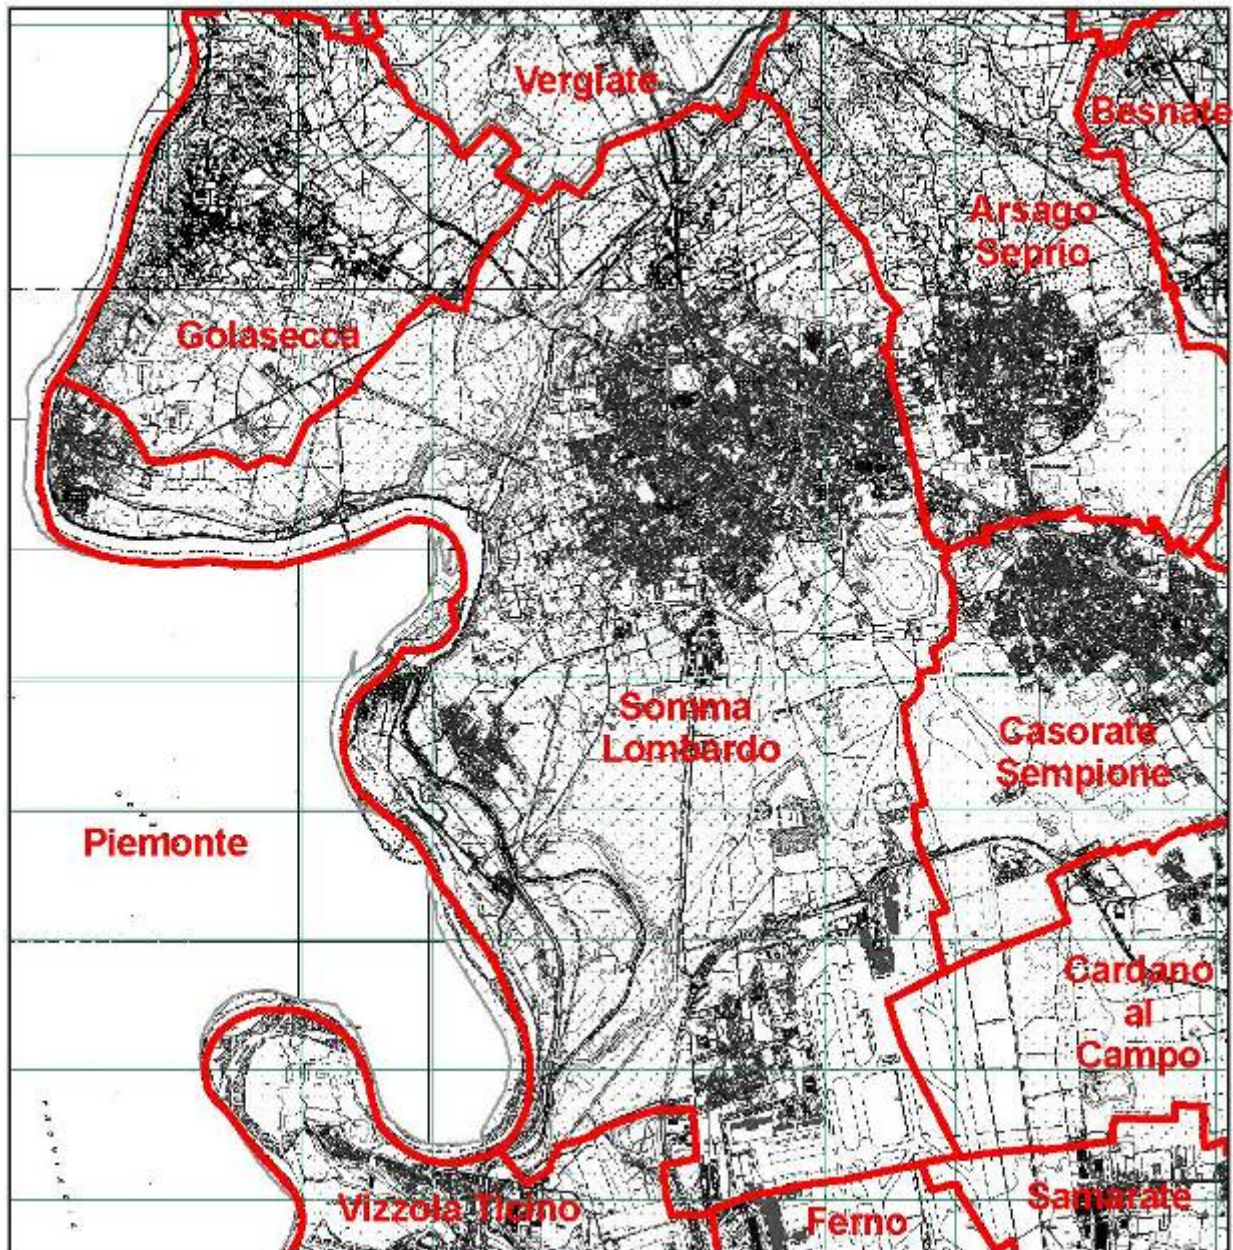 Vergiate
Besnate
Arsago
Seprio
Golasecca
Somma
Lombardo
Casorate
Sempione
Piemonte
Cardano
al
Campo
Vizzola Ticino
Ferno
Samarate